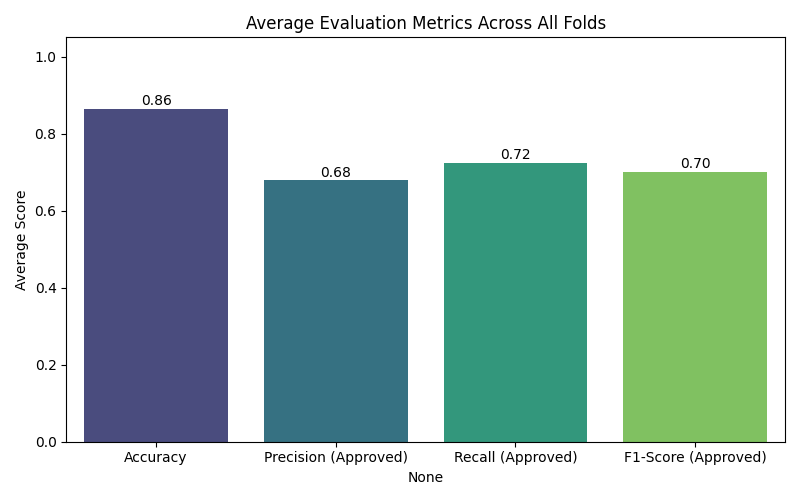 Average Evaluation Metrics Across All Folds
Average Score
1.0
0.8
0.6
0.4
0.2
0.0
0.86
0.68
0.72
0.70
Accuracy
Precision (Approved)
Recall (Approved)
F1-Score (Approved)
None